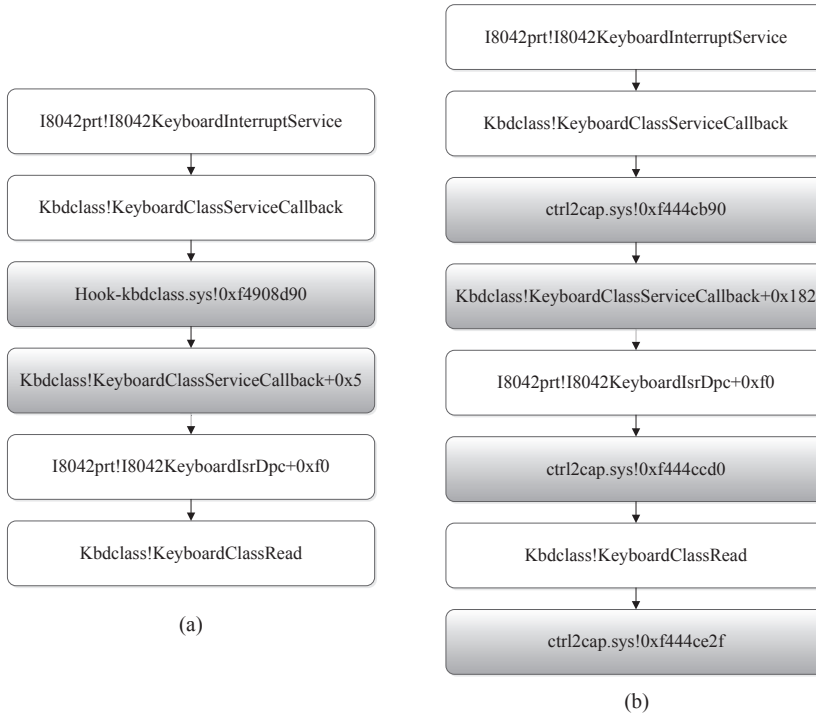 I8042prt!I8042KeyboardInterruptService
Kbdclass!KeyboardClassServiceCallback
Hook-kbdclass.sys!0xf4908d90
Kbdclass!KeyboardClassServiceCallback+0x5
I8042prt!I8042KeyboardIsrDpc+0xf0
Kbdclass!KeyboardClassRead
(a)
I8042prt!I8042KeyboardInterruptService
Kbdclass!KeyboardClassServiceCallback
ctrl2cap.sys!0xf444cb90
Kbdclass!KeyboardClassServiceCallback+0x182
I8042prt!I8042KeyboardIsrDpc+0xf0
ctrl2cap.sys!0xf444ccd0
Kbdclass!KeyboardClassRead
ctrl2cap.sys!0xf444ce2f
(b)